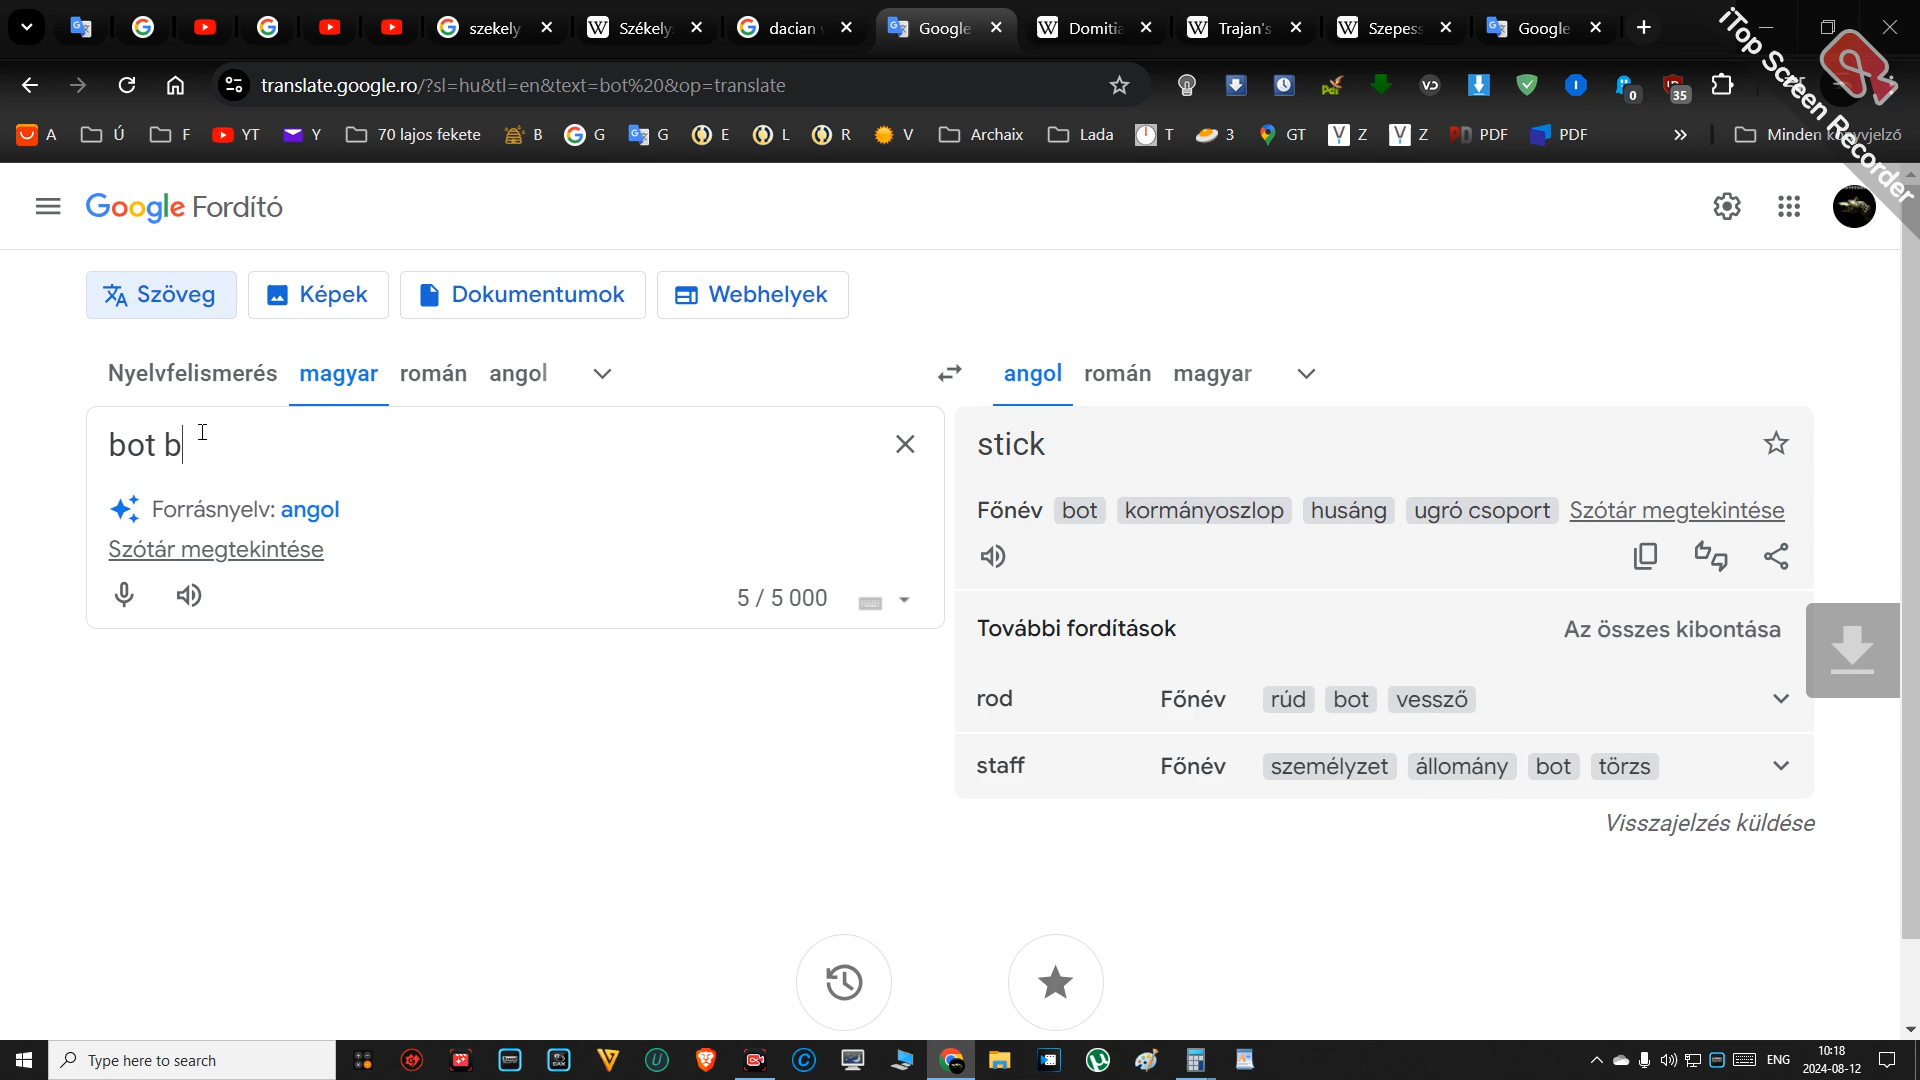 szekely
Székely
dacian
Google
Domitia
Trajan's
Szepess
Google
iTop Screen Recorder
translate.google.ro/?sl=hu&tl=en&text=bot%20&op=translate
0
35
A
Ú
F
YT
Y
70 lajos fekete
B
G
G
E
L
R
V
Archaix
Lada
T
3
GT
Z
Z
PDF
PDF
»
Minden könyvjelző
Google Fordító
Szöveg
Képek
Dokumentumok
Webhelyek
Nyelvfelismerés magyar román angol
angol román magyar
bot b
Forrásnyelv: angol
Szótár megtekintése
5 / 5 000
stick
Főnév bot kormányoszlop husáng ugró csoport Szótár megtekintése
További fordítások Az összes kibontása
rod Főnév rúd bot vessző
staff Főnév személyzet állomány bot törzs
Visszajelzés küldése
Type here to search
ENG
10:18
2024-08-12